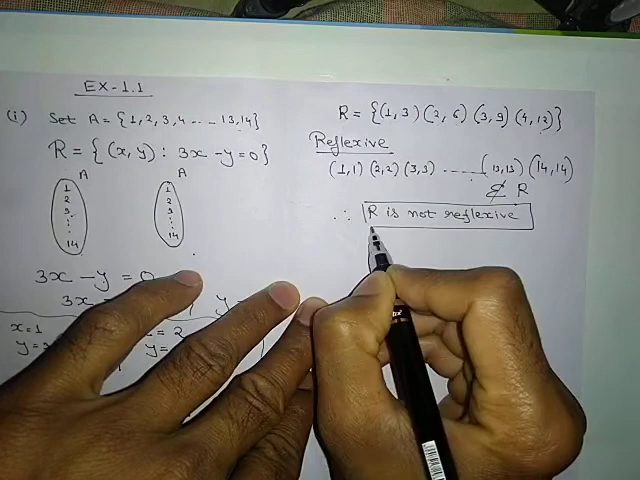 EX-1.1
(i) Set A = {1, 2, 3, 4 ... 13, 14}
R = { (x, y) : 3x - y = 0 }
A A
1 1
2 2
3 3
⋮ ⋮
14 14
3x - y = 0
3x
x = 1 = 2
y = y =
R = {(1, 3) (2, 6) (3, 9) (4, 12)}
Reflexive
(1,1) (2,2) (3,3) ...... (13,13) (14,14)
∉ R
∴ R is not reflexive